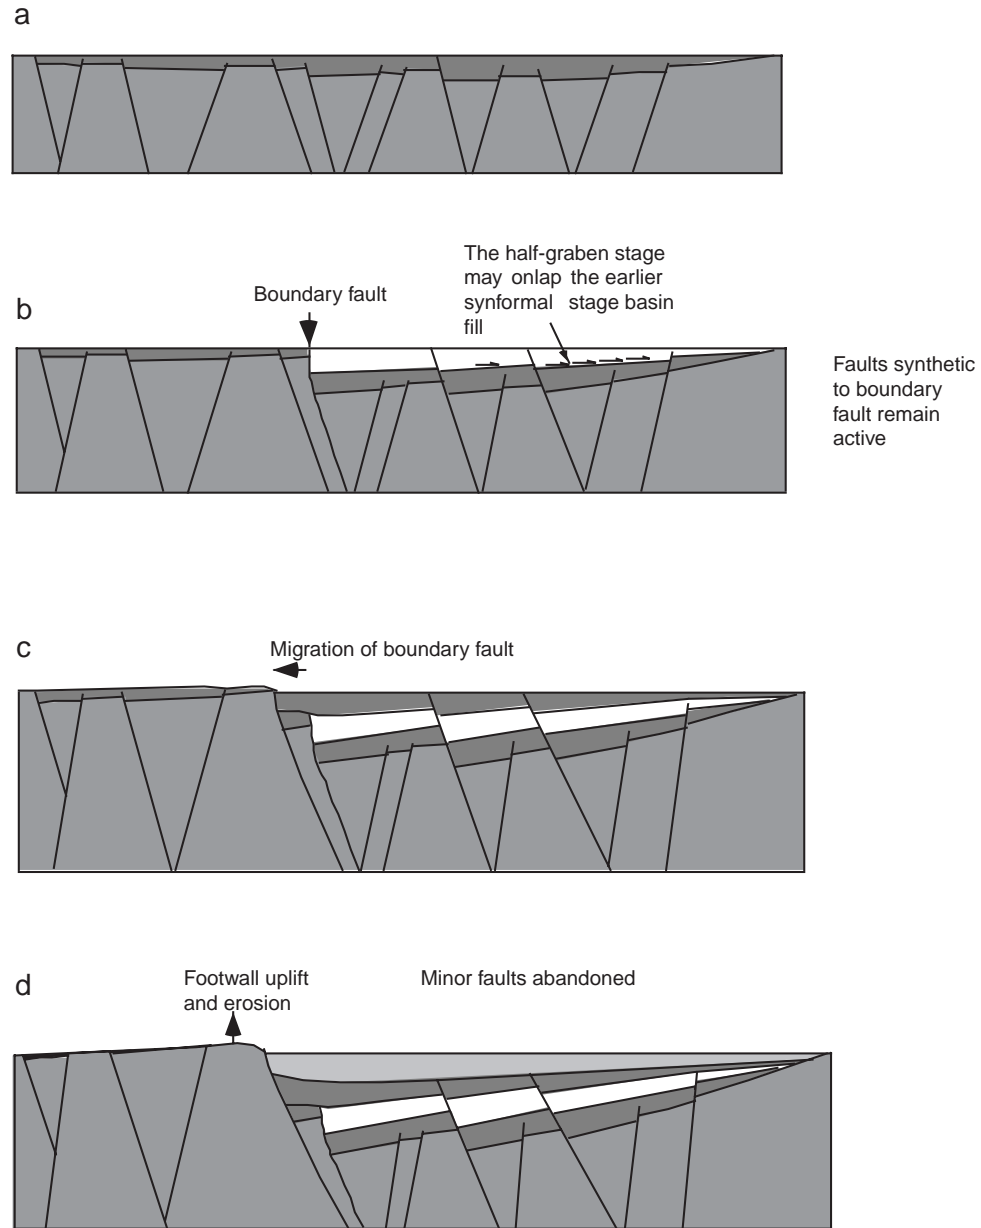 a
The half-graben stage
may onlap the earlier
synformal stage basin
fill
Boundary fault
b
Faults synthetic
to boundary
fault remain
active
c
Migration of boundary fault
d
Footwall uplift
and erosion
Minor faults abandoned